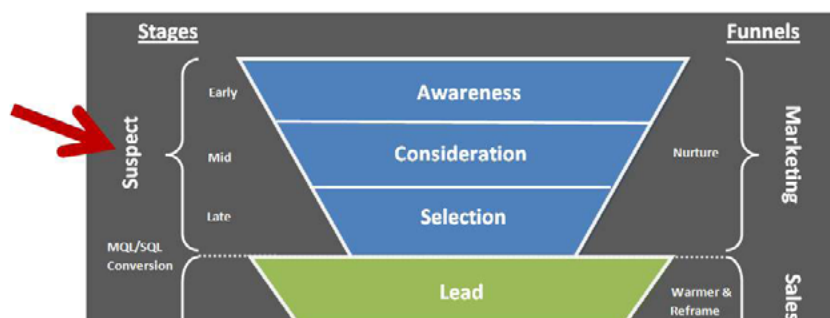 Stages
Funnels
Early
Awareness
Suspect
Mid
Consideration
Nurture
Marketing
Late
Selection
MQL/SQL
Conversion
Lead
Warmer &
Reframe
Sales